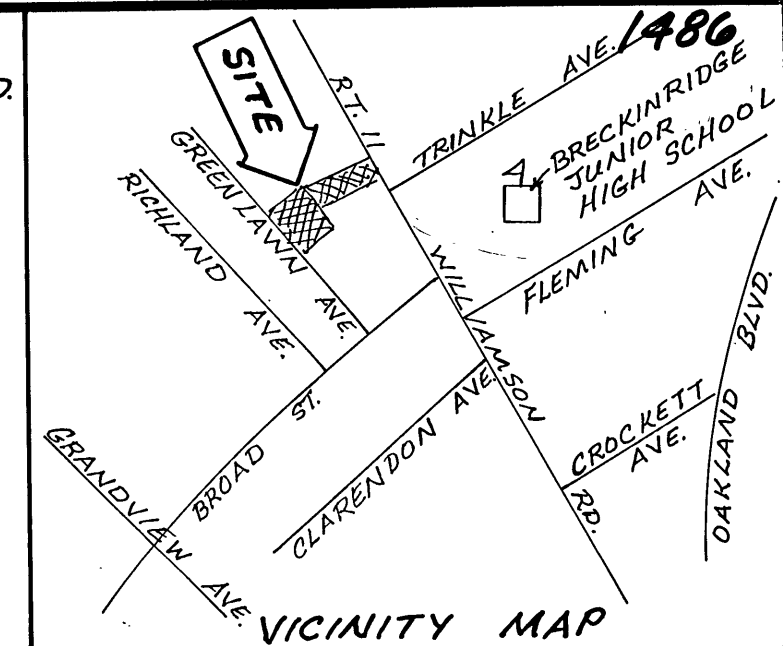 D.
1486
SITE
RT. 11
TRINKLE AVE.
BRECKINRIDGE
JUNIOR
HIGH SCHOOL
GREENLAWN AVE.
RICHLAND AVE.
FLEMING AVE.
WILLIAMSON RD.
OAKLAND BLVD.
BROAD ST.
CLARENDON AVE.
CROCKETT AVE.
GRANDVIEW AVE.
VICINITY MAP